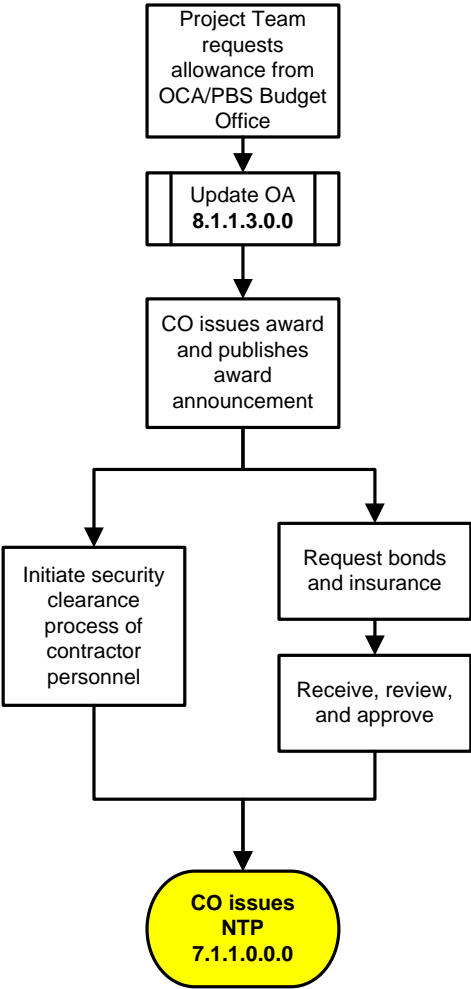 Project Team
requests
allowance from
OCA/PBS Budget
Office
Update OA
8.1.1.3.0.0
CO issues award
and publishes
award
announcement
Initiate security
clearance
process of
contractor
personnel
Request bonds
and insurance
Receive, review,
and approve
CO issues
NTP
7.1.1.0.0.0